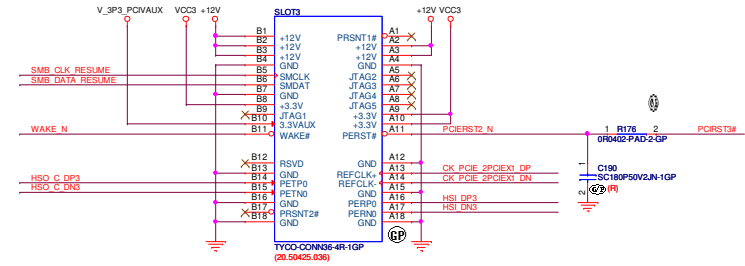 V_3P3_PCIVAUX VCC3 +12V SLOT3 +12V VCC3
B1 +12V PRSNT1# A1
B2 +12V +12V A2
B3 +12V +12V A3
B4 GND GND A4
SMB_CLK_RESUME B5 SMCLK JTAG2 A5
SMB_DATA_RESUME B6 SMDAT JTAG3 A6
B7 GND JTAG4 A7
B8 +3.3V JTAG5 A8
B9 JTAG1 +3.3V A9
B10 3.3VAUX +3.3V A10
WAKE_N B11 WAKE# PERST# A11 PCIERST2_N 1 R176 2 PCIRST3#
0R0402-PAD-2-GP
B12 RSVD GND A12
B13 GND REFCLK+ A13 CK_PCIE_2PCIEX1_DP
HSO_C_DP3 B14 PETP0 REFCLK- A14 CK_PCIE_2PCIEX1_DN
HSO_C_DN3 B15 PETN0 GND A15
B16 GND PERP0 A16 HSI_DP3
B17 PRSNT2# PERN0 A17 HSI_DN3
B18 GND GND A18
1
C190
SC180P50V2JN-1GP
2 (R)
GP
TYCO-CONN36-4R-1GP
(20.50425.036)